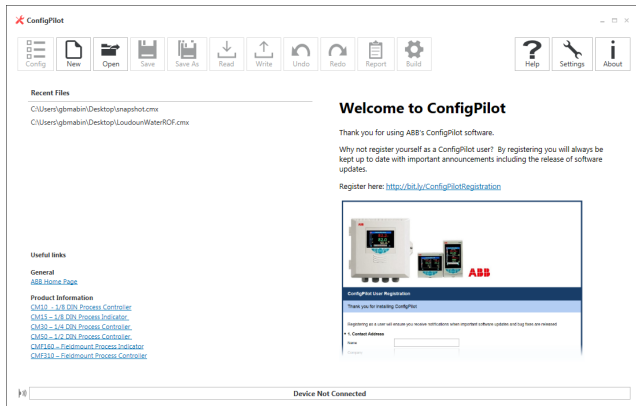 ConfigPilot
Config New Open Save Save As Read Write Undo Redo Report Build Help Settings About
Recent Files
C:\Users\gbmabin\Desktop\snapshot.cmx
C:\Users\gbmabin\Desktop\LoudounWaterROF.cmx
Welcome to ConfigPilot
Thank you for using ABB's ConfigPilot software.
Why not register yourself as a ConfigPilot user? By registering you will always be
kept up to date with important announcements including the release of software
updates.
Register here: http://bit.ly/ConfigPilotRegistration
ABB
ConfigPilot User Registration
Thank you for installing ConfigPilot
Registering as a user will ensure you receive notifications when important software updates and bug fixes are released.
1. Contact Address
Name
Company
Useful links
General
ABB Home Page
Product Information
CM10 - 1/8 DIN Process Controller
CM15 – 1/8 DIN Process Indicator
CM30 – 1/4 DIN Process Controller
CM50 – 1/2 DIN Process Controller
CMF160 – Fieldmount Process Indicator
CMF310 – Fieldmount Process Controller
Device Not Connected